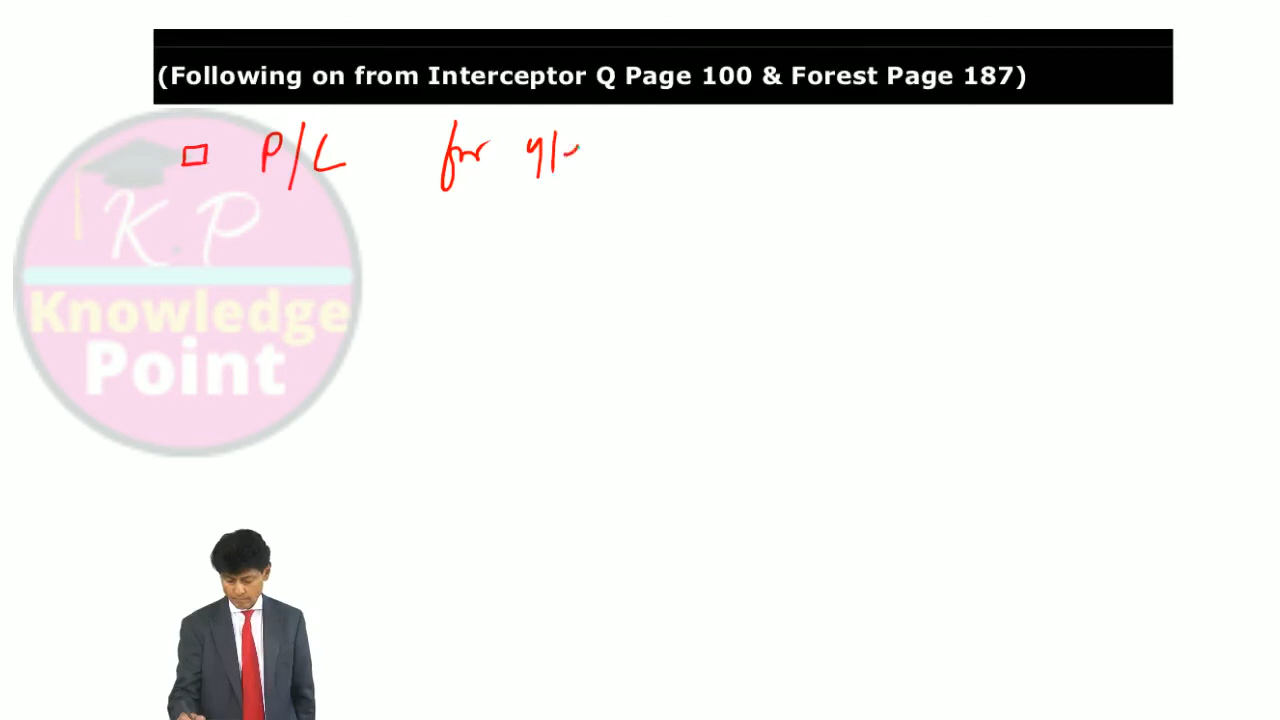 (Following on from Interceptor Q Page 100 & Forest Page 187)
P/L for y/
K.P
Knowledge
Point